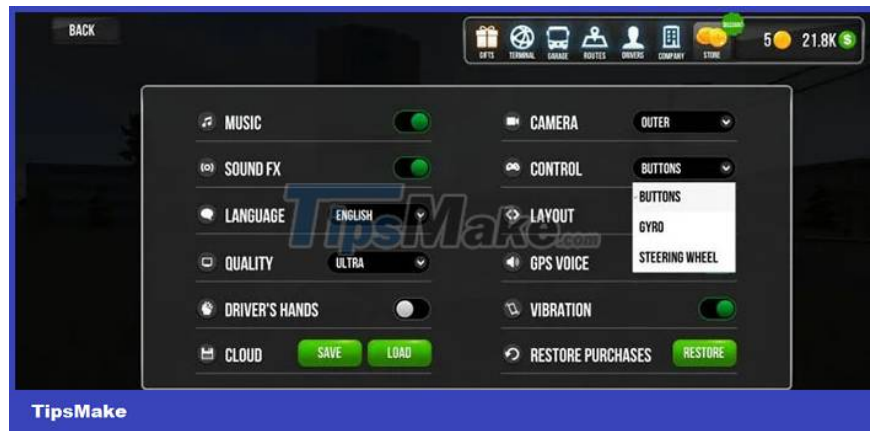 BACK
GIFTS TERMINAL GARAGE ROUTES DRIVERS COMPANY STORE
DISCOUNT
5 21.8K S
MUSIC
SOUND FX
LANGUAGE ENGLISH
QUALITY ULTRA
DRIVER'S HANDS
CLOUD SAVE LOAD
CAMERA OUTER
CONTROL BUTTONS
BUTTONS
GYRO
STEERING WHEEL
LAYOUT
GPS VOICE
VIBRATION
RESTORE PURCHASES RESTORE
TipsMake.com
TipsMake